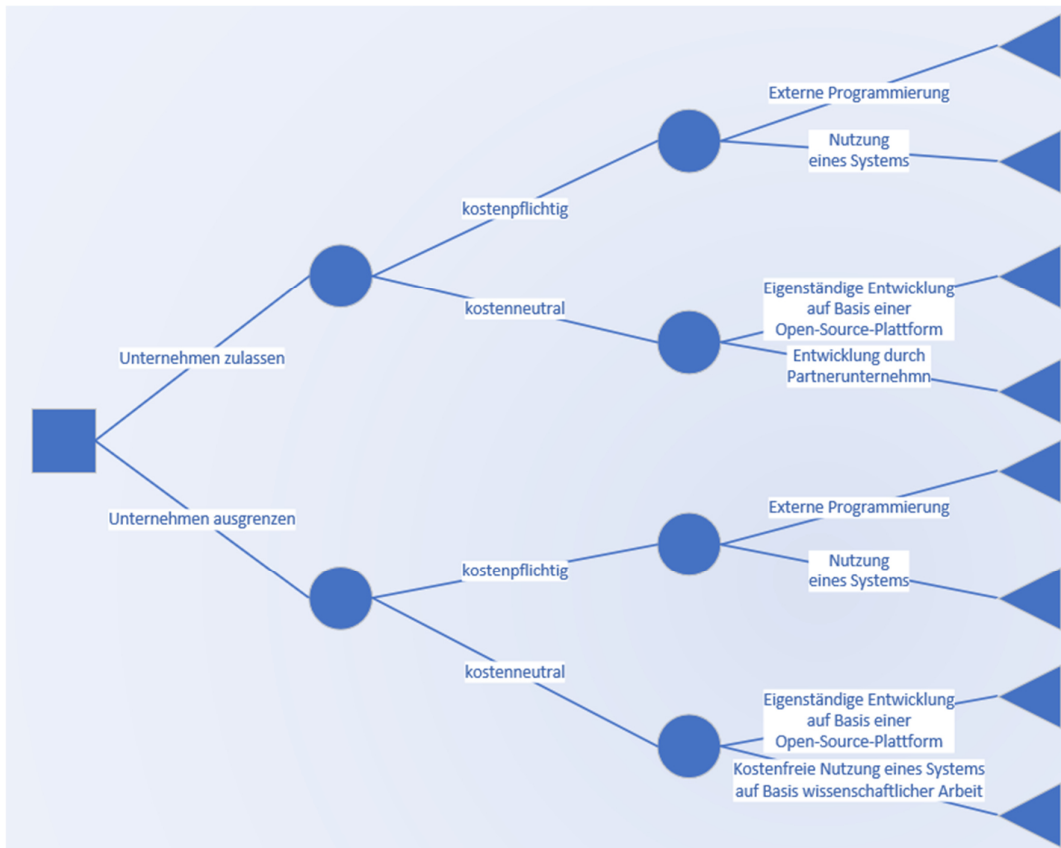 Externe Programmierung
Nutzung
eines Systems
kostenpflichtig
Eigenständige Entwicklung
auf Basis einer
Open-Source-Plattform
kostenneutral
Entwicklung durch
Partnerunternehmn
Unternehmen zulassen
Externe Programmierung
Unternehmen ausgrenzen
Nutzung
eines Systems
kostenpflichtig
kostenneutral
Eigenständige Entwicklung
auf Basis einer
Open-Source-Plattform
Kostenfreie Nutzung eines Systems
auf Basis wissenschaftlicher Arbeit